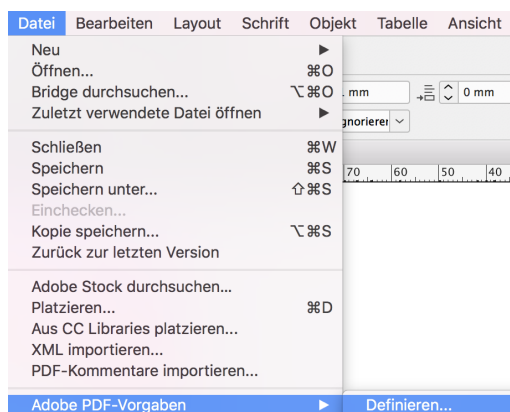 Datei Bearbeiten Layout Schrift Objekt Tabelle Ansicht
Neu ▶
Öffnen... ⌘O
Bridge durchsuchen... ⌥⌘O
mm 0 mm
Zuletzt verwendete Datei öffnen ▶
gnorieren
Schließen ⌘W
Speichern ⌘S
70 60 50 40
Speichern unter... ⇧⌘S
Einchecken...
Kopie speichern... ⌥⌘S
Zurück zur letzten Version
Adobe Stock durchsuchen...
Platzieren... ⌘D
Aus CC Libraries platzieren...
XML importieren...
PDF-Kommentare importieren...
Adobe PDF-Vorgaben ▶ Definieren...